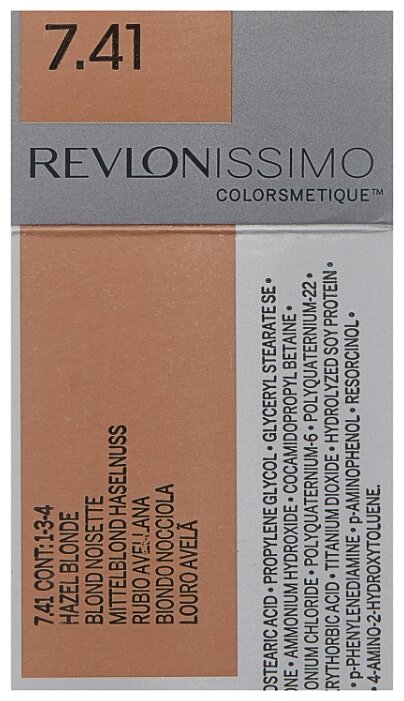 7.41
REVLONISSIMO
COLORSMETIQUE™
7.41 CONT: 1-3-4
HAZEL BLONDE
BLOND NOISETTE
MITTELBLOND HASELNUSS
RUBIO AVELLANA
BIONDO NOCCIOLA
LOURO AVELÃ
OSTEARIC ACID • PROPYLENE GLYCOL • GLYCERYL STEARATE SE •
ONE • AMMONIUM HYDROXIDE • COCAMIDOPROPYL BETAINE •
ONIUM CHLORIDE • POLYQUATERNIUM-6 • POLYQUATERNIUM-22 •
RYTHORBIC ACID • TITANIUM DIOXIDE • HYDROLYZED SOY PROTEIN •
• p-PHENYLENEDIAMINE • p-AMINOPHENOL • RESORCINOL •
• 4-AMINO-2-HYDROXYTOLUENE.